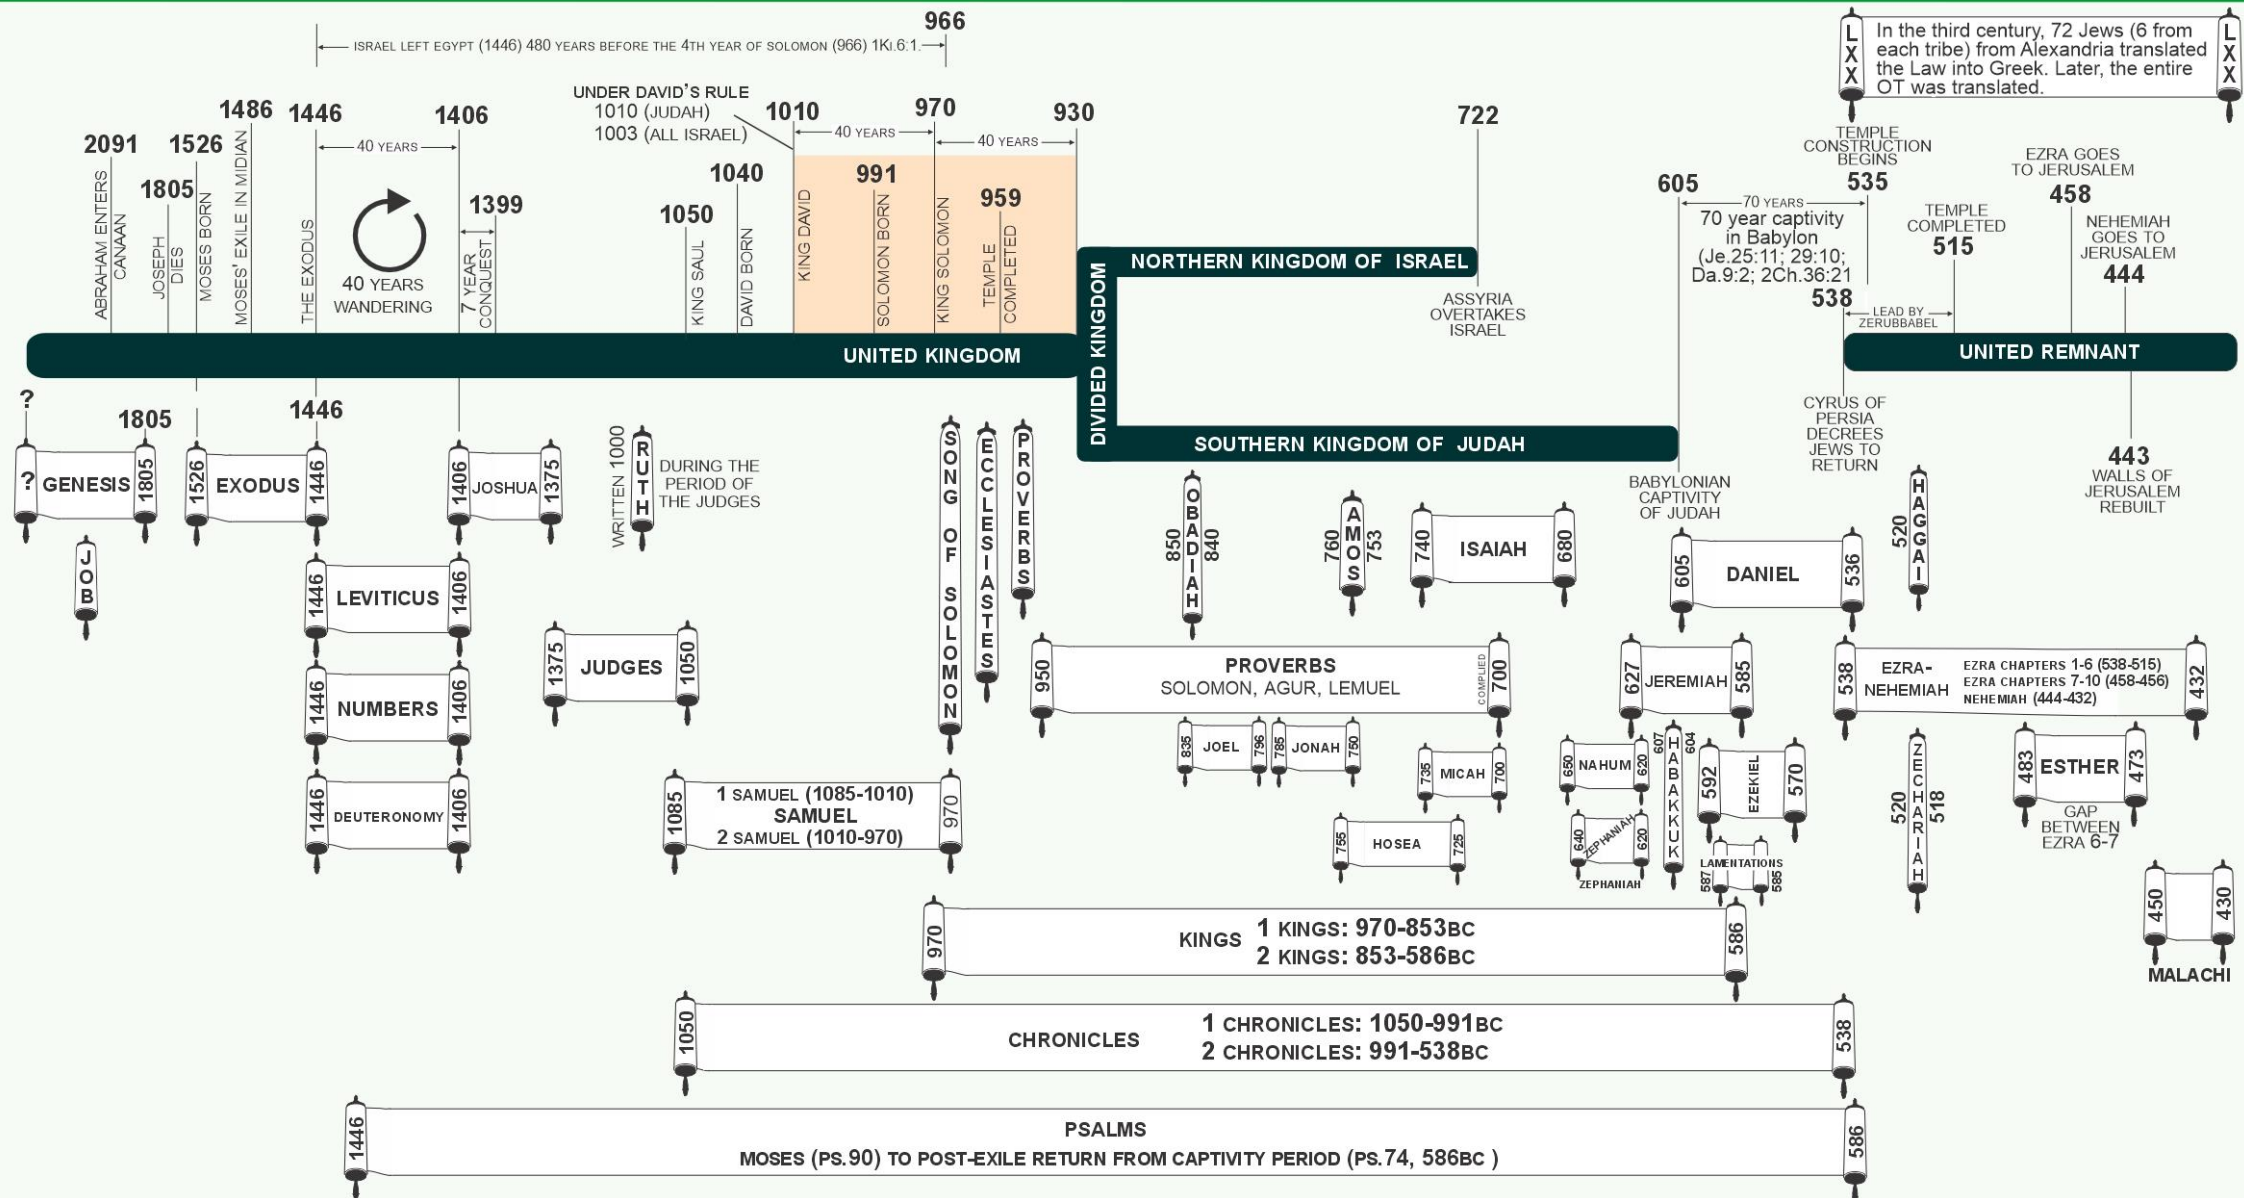 966
ISRAEL LEFT EGYPT (1446) 480 YEARS BEFORE THE 4TH YEAR OF SOLOMON (966) 1KI.6:1.
LXX
In the third century, 72 Jews (6 from
each tribe) from Alexandria translated
the Law into Greek. Later, the entire
OT was translated.
LXX
2091
ABRAHAM ENTERS
CANAAN
1805
JOSEPH
DIES
1526
MOSES BORN
1486
MOSES' EXILE IN MIDIAN
1446
THE EXODUS
40 YEARS
40 YEARS
WANDERING
1406
7 YEAR
CONQUEST
1399
UNDER DAVID'S RULE
1010 (JUDAH)
1003 (ALL ISRAEL)
1050
KING SAUL
1040
DAVID BORN
1010
KING DAVID
40 YEARS
991
SOLOMON BORN
970
KING SOLOMON
40 YEARS
959
TEMPLE
COMPLETED
930
722
ASSYRIA
OVERTAKES
ISRAEL
605
70 YEARS
70 year captivity
in Babylon
(Je.25:11; 29:10;
Da.9:2; 2Ch.36:21
538
TEMPLE
CONSTRUCTION
BEGINS
535
LEAD BY
ZERUBBABEL
TEMPLE
COMPLETED
515
EZRA GOES
TO JERUSALEM
458
NEHEMIAH
GOES TO
JERUSALEM
444
UNITED KINGDOM
DIVIDED KINGDOM
NORTHERN KINGDOM OF ISRAEL
SOUTHERN KINGDOM OF JUDAH
UNITED REMNANT
BABYLONIAN
CAPTIVITY
OF JUDAH
CYRUS OF
PERSIA
DECREES
JEWS TO
RETURN
443
WALLS OF
JERUSALEM
REBUILT
?
1805
1446
? GENESIS 1805
1526 EXODUS 1446
1406 JOSHUA 1375
WRITTEN 1000
RUTH
DURING THE
PERIOD OF
THE JUDGES
JOB
1446 LEVITICUS 1406
1446 NUMBERS 1406
1446 DEUTERONOMY 1406
1375 JUDGES 1050
SONG OF SOLOMON
ECCLESIASTES
PROVERBS
850 OBADIAH 840
760 AMOS 753
740 ISAIAH 680
605 DANIEL 536
520 HAGGAI
950
PROVERBS
SOLOMON, AGUR, LEMUEL
COMPLIED
700
627 JEREMIAH 585
538
EZRA-
NEHEMIAH
EZRA CHAPTERS 1-6 (538-515)
EZRA CHAPTERS 7-10 (458-456)
NEHEMIAH (444-432)
432
835 JOEL 796
785 JONAH 750
735 MICAH 700
650 NAHUM 620
607 HABAKKUK 604
592 EZEKIEL 570
520 ZECHARIAH 518
483 ESTHER 473
GAP
BETWEEN
EZRA 6-7
1085
1 SAMUEL (1085-1010)
SAMUEL
2 SAMUEL (1010-970)
970
755 HOSEA 725
640 ZEPHANIAH 620
ZEPHANIAH
LAMENTATIONS
587
585
450
430
MALACHI
970
KINGS
1 KINGS: 970-853BC
2 KINGS: 853-586BC
586
1050
CHRONICLES
1 CHRONICLES: 1050-991BC
2 CHRONICLES: 991-538BC
538
1446
PSALMS
MOSES (PS.90) TO POST-EXILE RETURN FROM CAPTIVITY PERIOD (PS.74, 586BC )
586